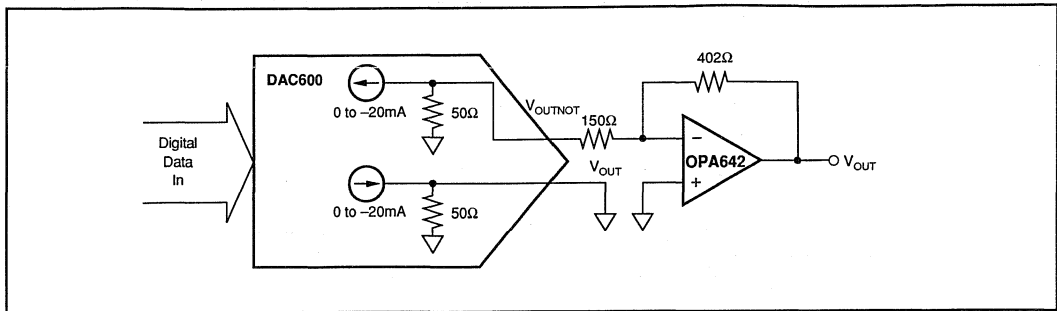 DAC600
0 to –20mA
50Ω
0 to –20mA
50Ω
Digital
Data
In
VOUTNOT
150Ω
VOUT
402Ω
–
OPA642
+
VOUT